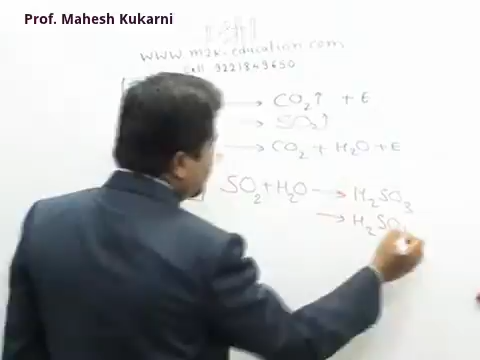 Prof. Mahesh Kukarni
www.m2k-education.com
Cell 9221849650
→ CO₂↑ + E
→ SO₂↑
→ CO₂ + H₂O + E
SO₂ + H₂O → H₂SO₃
→ H₂SO